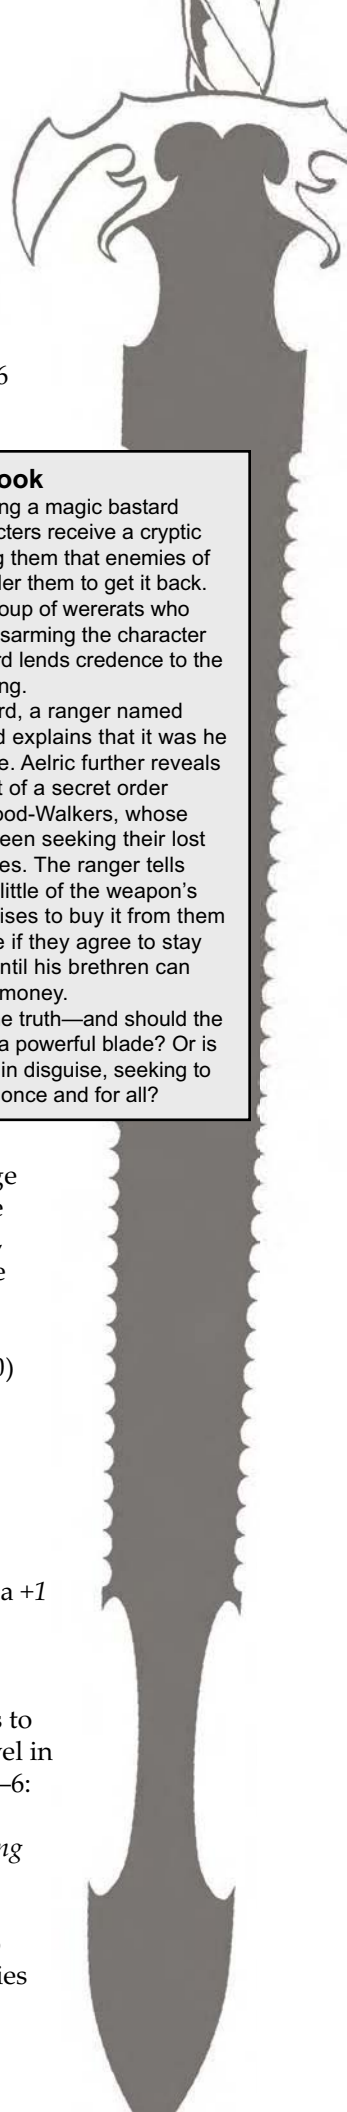 6
ook
ng a magic bastard
cters receive a cryptic
g them that enemies of
ler them to get it back.
oup of wererats who
sarming the character
rd lends credence to the
ng.
rd, a ranger named
d explains that it was he
e. Aelric further reveals
t of a secret order
ood-Walkers, whose
een seeking their lost
es. The ranger tells
little of the weapon's
ises to buy it from them
e if they agree to stay
ntil his brethren can
money.
e truth—and should the
a powerful blade? Or is
in disguise, seeking to
once and for all?
ge
e
,
e
0)
a +1
s to
vel in
–6:
ng
ies